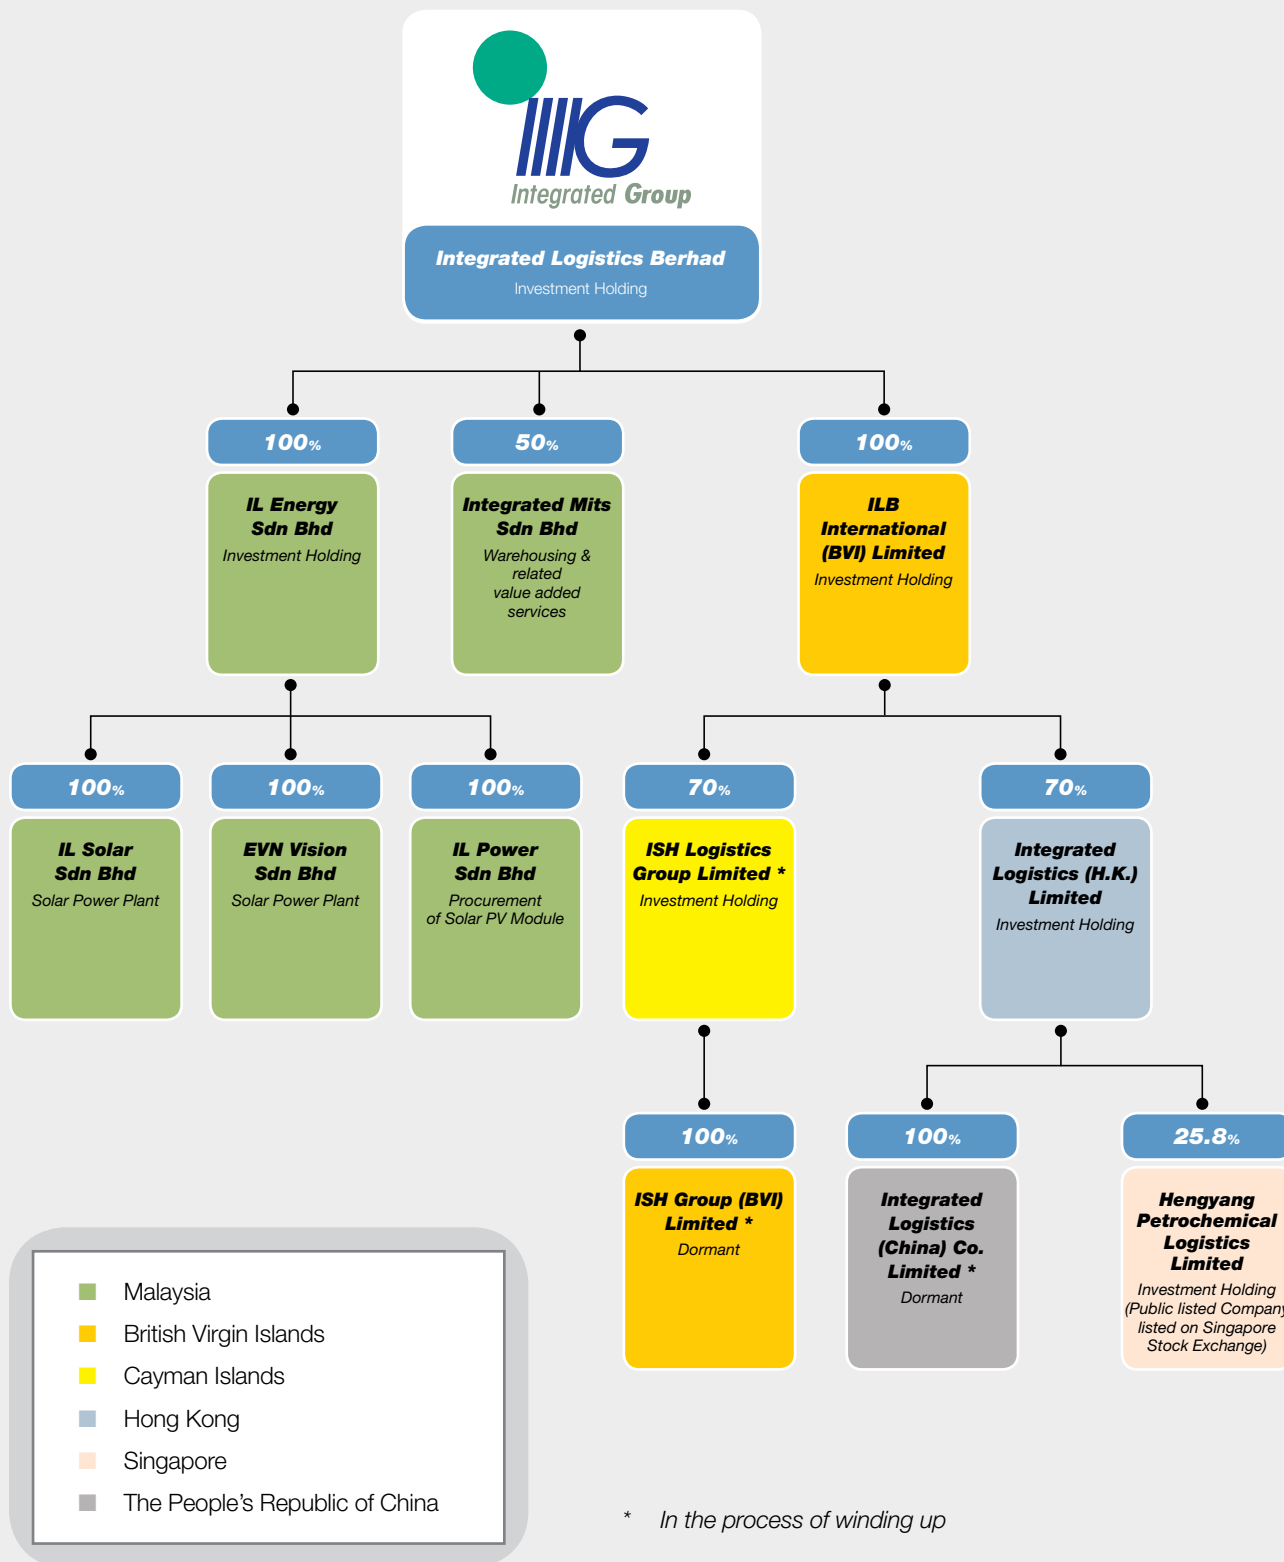 IIIIG
Integrated Group
Integrated Logistics Berhad
Investment Holding
100%
50%
100%
IL Energy
Sdn Bhd
Investment Holding
Integrated Mits
Sdn Bhd
Warehousing &
related
value added
services
ILB
International
(BVI) Limited
Investment Holding
100%
100%
100%
70%
70%
IL Solar
Sdn Bhd
Solar Power Plant
EVN Vision
Sdn Bhd
Solar Power Plant
IL Power
Sdn Bhd
Procurement
of Solar PV Module
ISH Logistics
Group Limited *
Investment Holding
Integrated
Logistics (H.K.)
Limited
Investment Holding
100%
100%
25.8%
ISH Group (BVI)
Limited *
Dormant
Integrated
Logistics
(China) Co.
Limited *
Dormant
Hengyang
Petrochemical
Logistics
Limited
Investment Holding
(Public listed Company
listed on Singapore
Stock Exchange)
Malaysia
British Virgin Islands
Cayman Islands
Hong Kong
Singapore
The People's Republic of China
* In the process of winding up